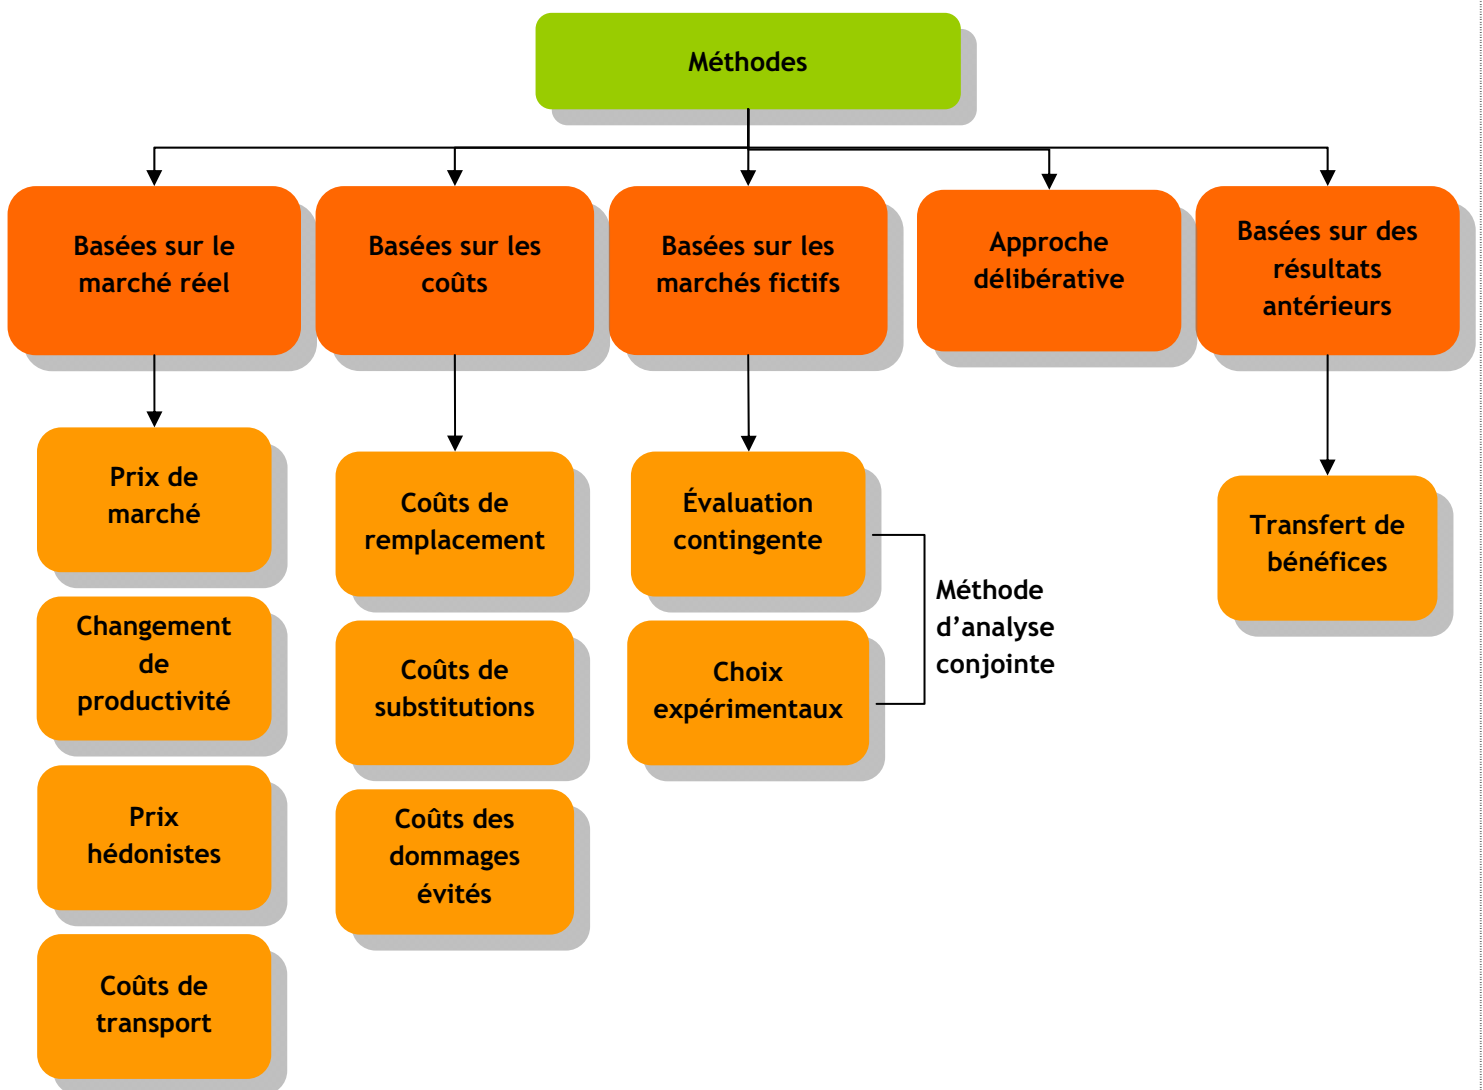 Méthodes
Basées sur le
marché réel
Basées sur les
coûts
Basées sur les
marchés fictifs
Approche
délibérative
Basées sur des
résultats
antérieurs
Prix de
marché
Changement
de
productivité
Prix
hédonistes
Coûts de
transport
Coûts de
remplacement
Coûts de
substitutions
Coûts des
dommages
évités
Évaluation
contingente
Choix
expérimentaux
Méthode
d’analyse
conjointe
Transfert de
bénéfices